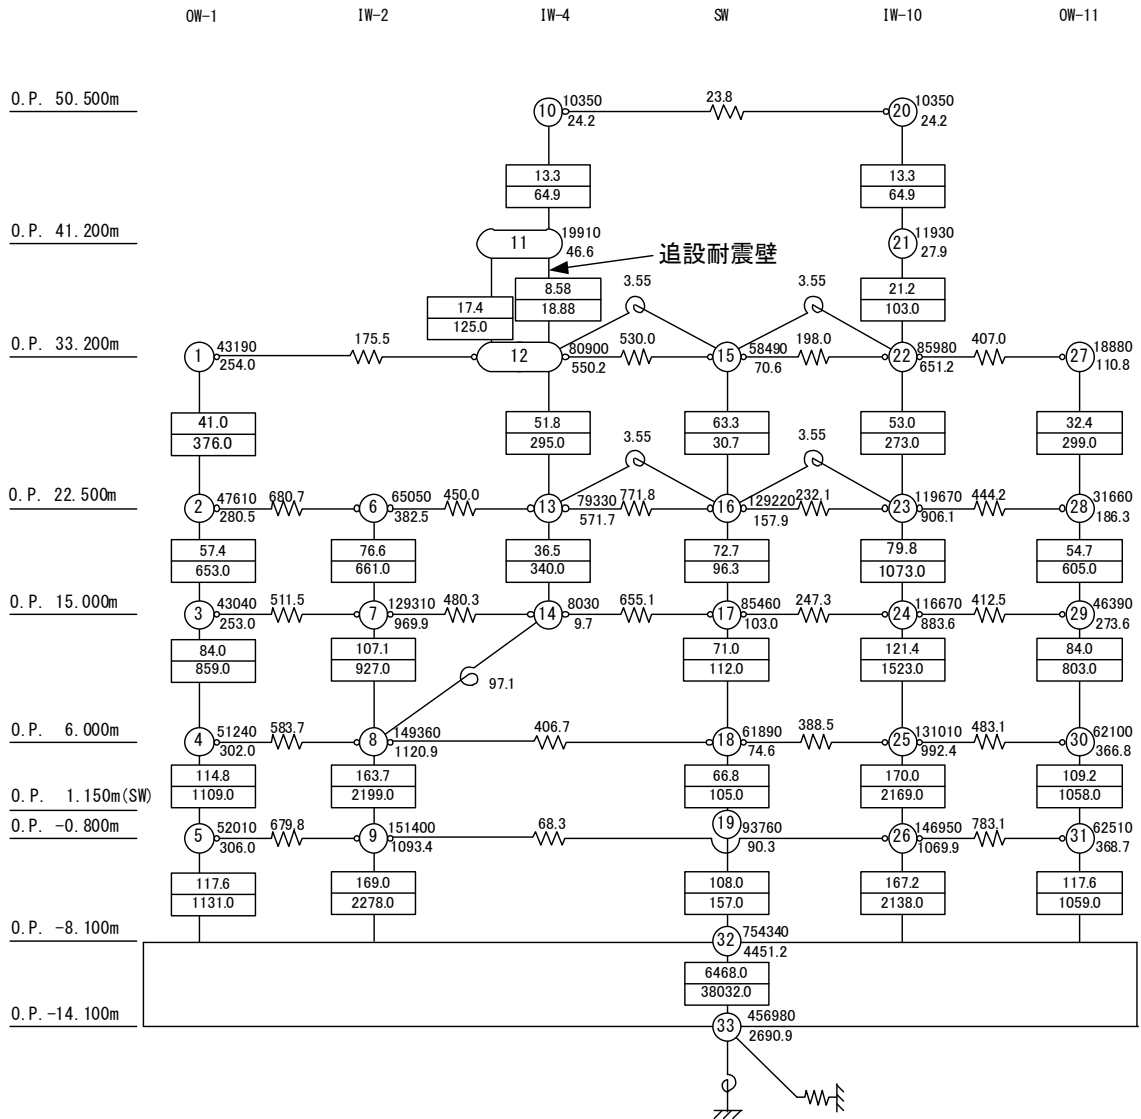 OW-1 IW-2 IW-4 SW IW-10 OW-11
O.P. 50.500m 10 10350 23.8 20 10350
24.2 24.2
13.3 13.3
64.9 64.9
O.P. 41.200m 11 19910 21 11930
46.6 27.9
追設耐震壁
3.55 3.55
8.58 21.2
18.88 103.0
17.4
125.0
O.P. 33.200m 1 43190 175.5 12 80900 530.0 15 58490 198.0 22 85980 407.0 27 18880
254.0 550.2 70.6 651.2 110.8
41.0 51.8 63.3 53.0 32.4
376.0 295.0 30.7 273.0 299.0
3.55 3.55
O.P. 22.500m 2 47610 680.7 6 65050 450.0 13 79330 771.8 16 129220 232.1 23 119670 444.2 28 31660
280.5 382.5 571.7 157.9 906.1 186.3
57.4 76.6 36.5 72.7 79.8 54.7
653.0 661.0 340.0 96.3 1073.0 605.0
O.P. 15.000m 3 43040 511.5 7 129310 480.3 14 8030 655.1 17 85460 247.3 24 116670 412.5 29 46390
253.0 969.9 9.7 103.0 883.6 273.6
84.0 107.1 71.0 121.4 84.0
859.0 927.0 112.0 1523.0 803.0
97.1
O.P. 6.000m 4 51240 583.7 8 149360 406.7 18 61890 388.5 25 131010 483.1 30 62100
302.0 1120.9 74.6 992.4 366.8
114.8 163.7 66.8 170.0 109.2
1109.0 2199.0 105.0 2169.0 1058.0
O.P. 1.150m(SW)
O.P. -0.800m 5 52010 679.8 9 151400 68.3 19 93760 26 146950 783.1 31 62510
306.0 1093.4 90.3 1069.9 368.7
117.6 169.0 108.0 167.2 117.6
1131.0 2278.0 157.0 2138.0 1059.0
O.P. -8.100m 32 754340
4451.2
6468.0
38032.0
O.P. -14.100m 33 456980
2690.9